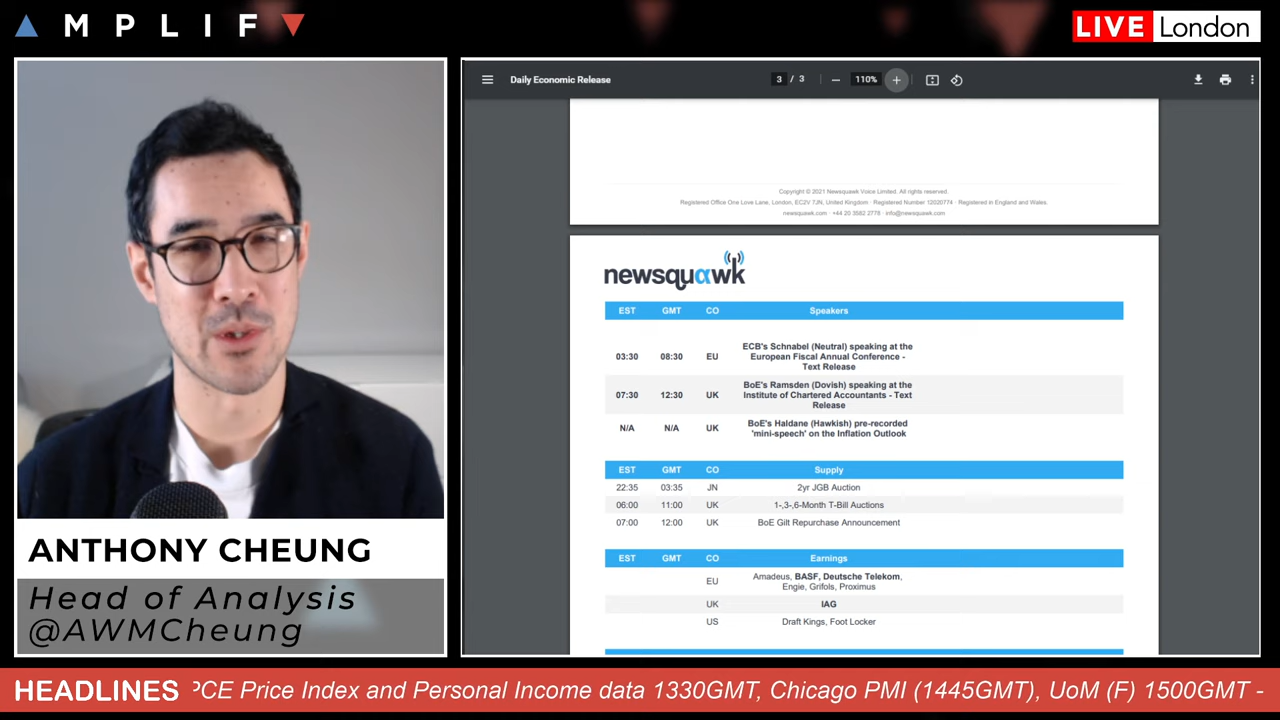 AMPLIFY
LIVE London
Daily Economic Release
3 / 3
110%
Copyright © 2021 Newsquawk Voice Limited. All rights reserved.
Registered Office One Love Lane, London, EC2V 7JN, United Kingdom · Registered Number 12020774 · Registered in England and Wales.
newsquawk.com · +44 20 3582 2778 · info@newsquawk.com
newsquawk
EST GMT CO Speakers
03:30 08:30 EU ECB's Schnabel (Neutral) speaking at the
European Fiscal Annual Conference -
Text Release
07:30 12:30 UK BoE's Ramsden (Dovish) speaking at the
Institute of Chartered Accountants - Text
Release
N/A N/A UK BoE's Haldane (Hawkish) pre-recorded
'mini-speech' on the Inflation Outlook
EST GMT CO Supply
22:35 03:35 JN 2yr JGB Auction
06:00 11:00 UK 1-,3-,6-Month T-Bill Auctions
07:00 12:00 UK BoE Gilt Repurchase Announcement
EST GMT CO Earnings
EU Amadeus, BASF, Deutsche Telekom,
Engie, Grifols, Proximus
UK IAG
US Draft Kings, Foot Locker
ANTHONY CHEUNG
Head of Analysis
@AWMCheung
HEADLINES PCE Price Index and Personal Income data 1330GMT, Chicago PMI (1445GMT), UoM (F) 1500GMT -